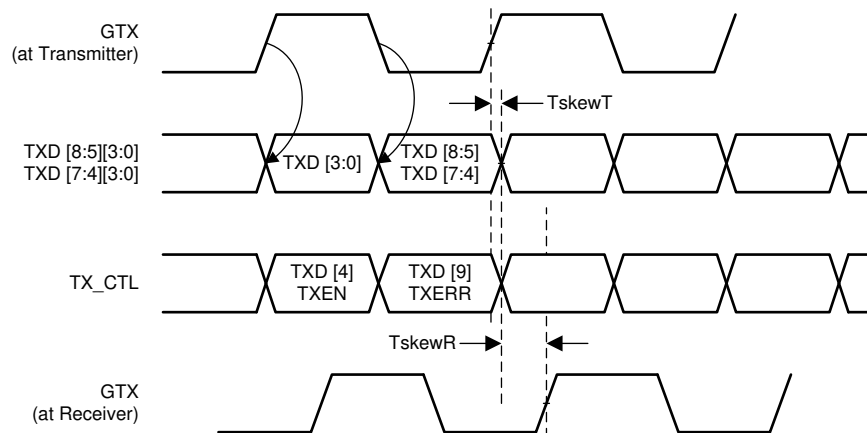 GTX
(at Transmitter)
TskewT
TXD [8:5][3:0]
TXD [7:4][3:0]
TXD [3:0]
TXD [8:5]
TXD [7:4]
TX_CTL
TXD [4]
TXEN
TXD [9]
TXERR
TskewR
GTX
(at Receiver)